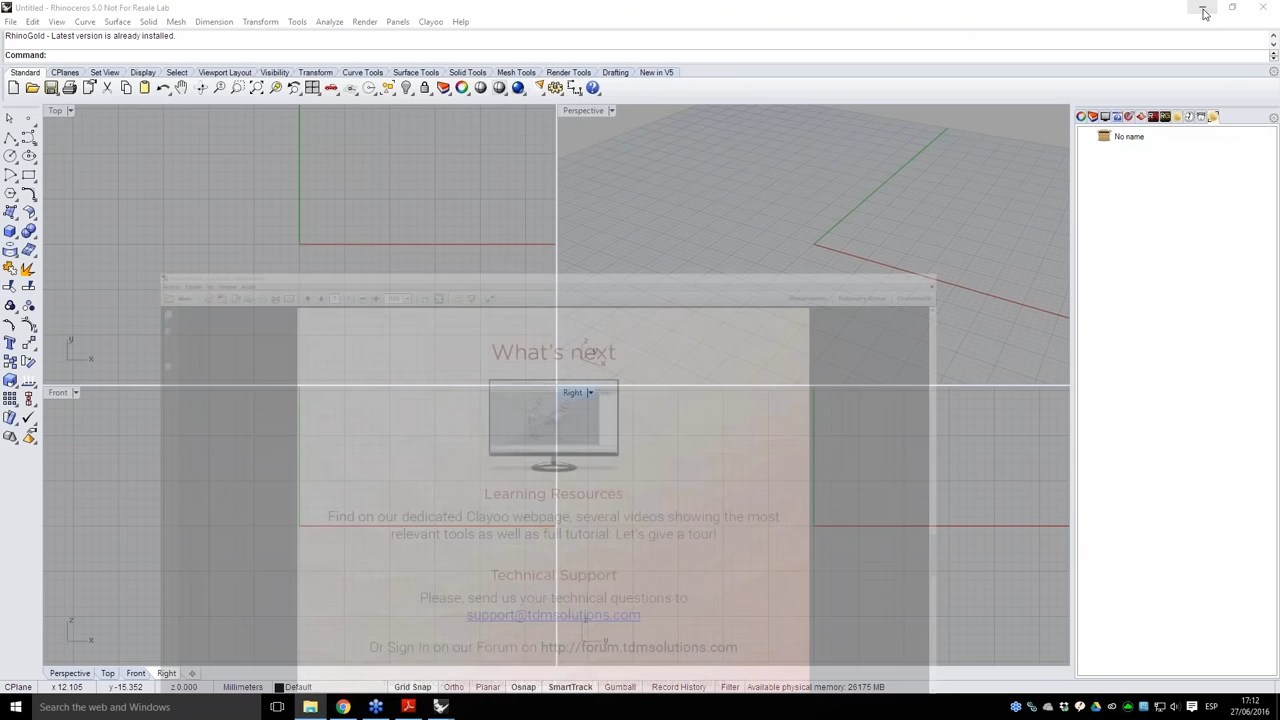 Untitled - Rhinoceros 5.0 Not For Resale Lab
File Edit View Curve Surface Solid Mesh Dimension Transform Tools Analyze Render Panels Clayoo Help
RhinoGold - Latest version is already installed.
Command:
Standard CPlanes Set View Display Select Viewport Layout Visibility Transform Curve Tools Surface Tools Solid Tools Mesh Tools Render Tools Drafting New in V5
Top
Perspective
No name
y
x
z
x
What's next
Front
Right
Learning Resources
Find on our dedicated Clayoo webpage, several videos showing the most
relevant tools as well as full tutorial. Let's give a tour!
Technical Support
Please, send us your technical questions to
support@tdmsolutions.com
z
x
y
Or Sign In on our Forum on http://forum.tdmsolutions.com
Perspective Top Front Right
CPlane x 12.105 y -15.352 z 0.000 Millimeters Default Grid Snap Ortho Planar Osnap SmartTrack Gumball Record History Filter Available physical memory: 26175 MB
Search the web and Windows
ESP
17:12
27/06/2016